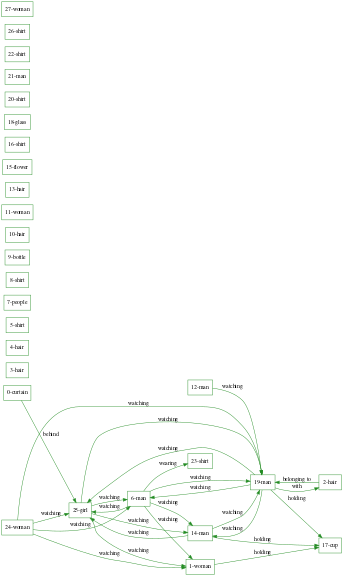 27-woman
26-shirt
22-shirt
21-man
20-shirt
18-glass
16-shirt
15-flower
13-hair
11-woman
10-hair
9-bottle
8-shirt
7-people
5-shirt
4-hair
3-hair
0-curtain
12-man
watching
watching
watching
behind
watching
23-shirt
wearing
belonging to
19-man
2-hair
watching
with
watching
6-man
watching
holding
watching
25-girl
watching
watching
watching
24-woman
watching
watching
14-man
watching
holding
17-cup
watching
watching
holding
1-woman